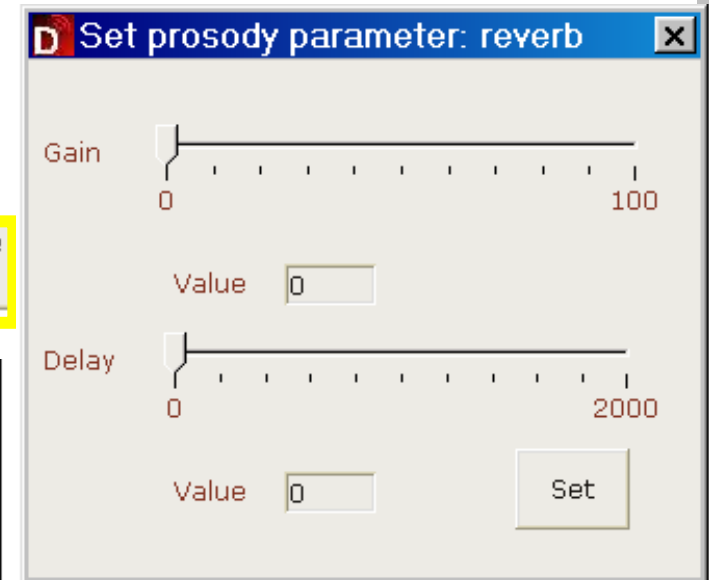 D Set prosody parameter: reverb
Gain
0 100
Value 0
Delay
0 2000
Value 0 Set